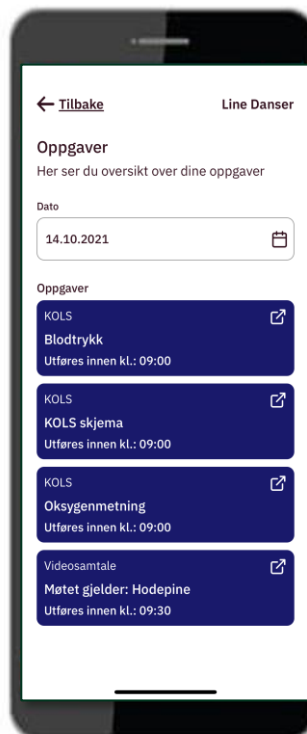 Tilbake Line Danser
Oppgaver
Her ser du oversikt over dine oppgaver
Dato
14.10.2021
Oppgaver
KOLS
Blodtrykk
Utføres innen kl.: 09:00
KOLS
KOLS skjema
Utføres innen kl.: 09:00
KOLS
Oksygenmetning
Utføres innen kl.: 09:00
Videosamtale
Møtet gjelder: Hodepine
Utføres innen kl.: 09:30